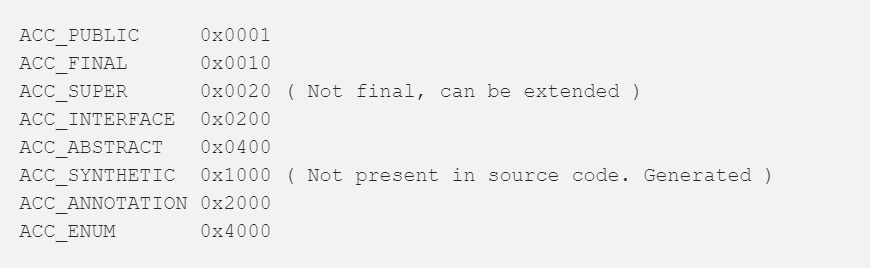 ACC_PUBLIC     0x0001
ACC_FINAL      0x0010
ACC_SUPER      0x0020 ( Not final, can be extended )
ACC_INTERFACE  0x0200
ACC_ABSTRACT   0x0400
ACC_SYNTHETIC  0x1000 ( Not present in source code. Generated )
ACC_ANNOTATION 0x2000
ACC_ENUM       0x4000